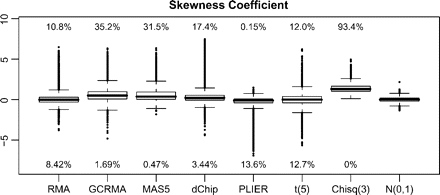 Skewness Coefficient
10
10.8% 35.2% 31.5% 17.4% 0.15% 12.0% 93.4%
5
0
−5
8.42% 1.69% 0.47% 3.44% 13.6% 12.7% 0%
RMA GCRMA MAS5 dChip PLIER t(5) Chisq(3) N(0,1)